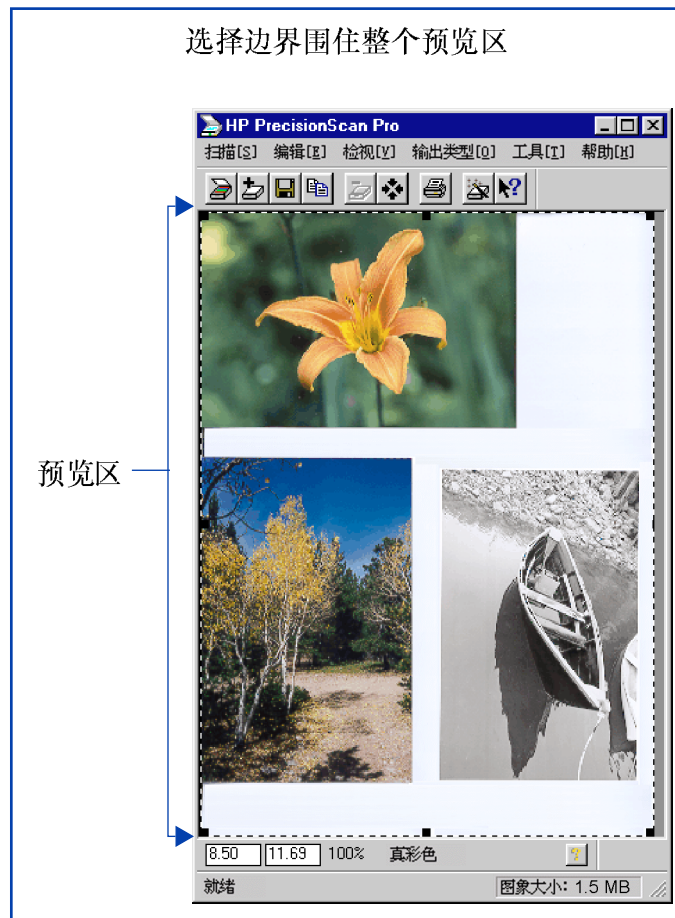 选择边界围住整个预览区
HP PrecisionScan Pro
扫描[S] 编辑[E] 检视[V] 输出类型[O] 工具[T] 帮助[H]
预览区
8.50 11.69 100% 真彩色
就绪 图象大小: 1.5 MB